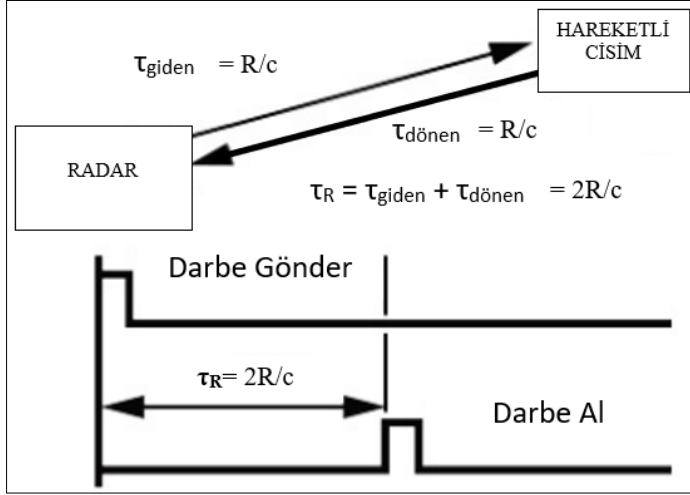 HAREKETLİ
CİSİM
τgiden = R/c
τdönen = R/c
RADAR
τR = τgiden + τdönen = 2R/c
Darbe Gönder
τR= 2R/c
Darbe Al